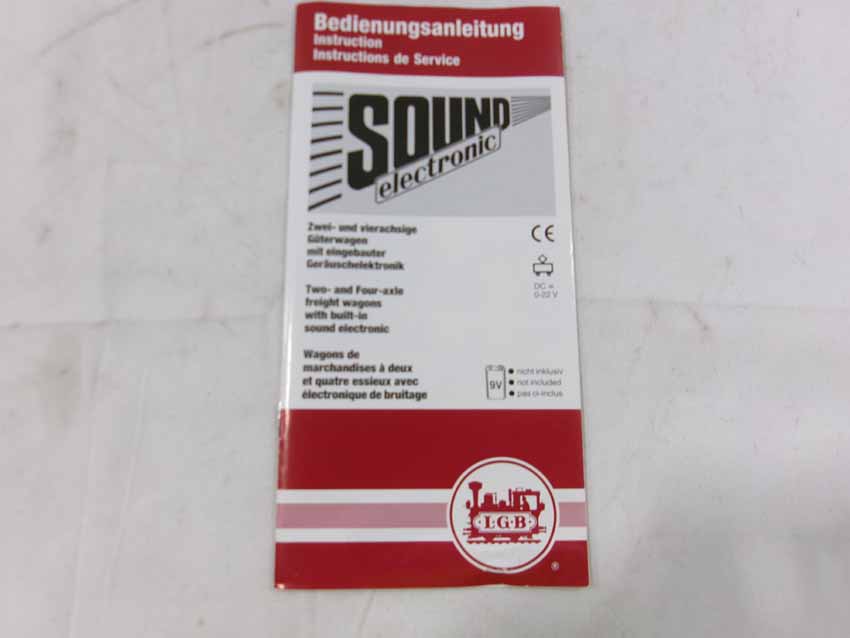 Bedienungsanleitung
Instruction
Instructions de Service
SOUND
electronic
Zwei- und vierachsige
Güterwagen
mit eingebauter
Geräuschelektronik
CE
DC =
0-22 V
Two- and Four-axle
freight wagons
with built-in
sound electronic
Wagons de
marchandises à deux
et quatre essieux avec
électronique de bruitage
9V
● nicht inklusiv
● not included
● pas ci-inclus
L·G·B
®